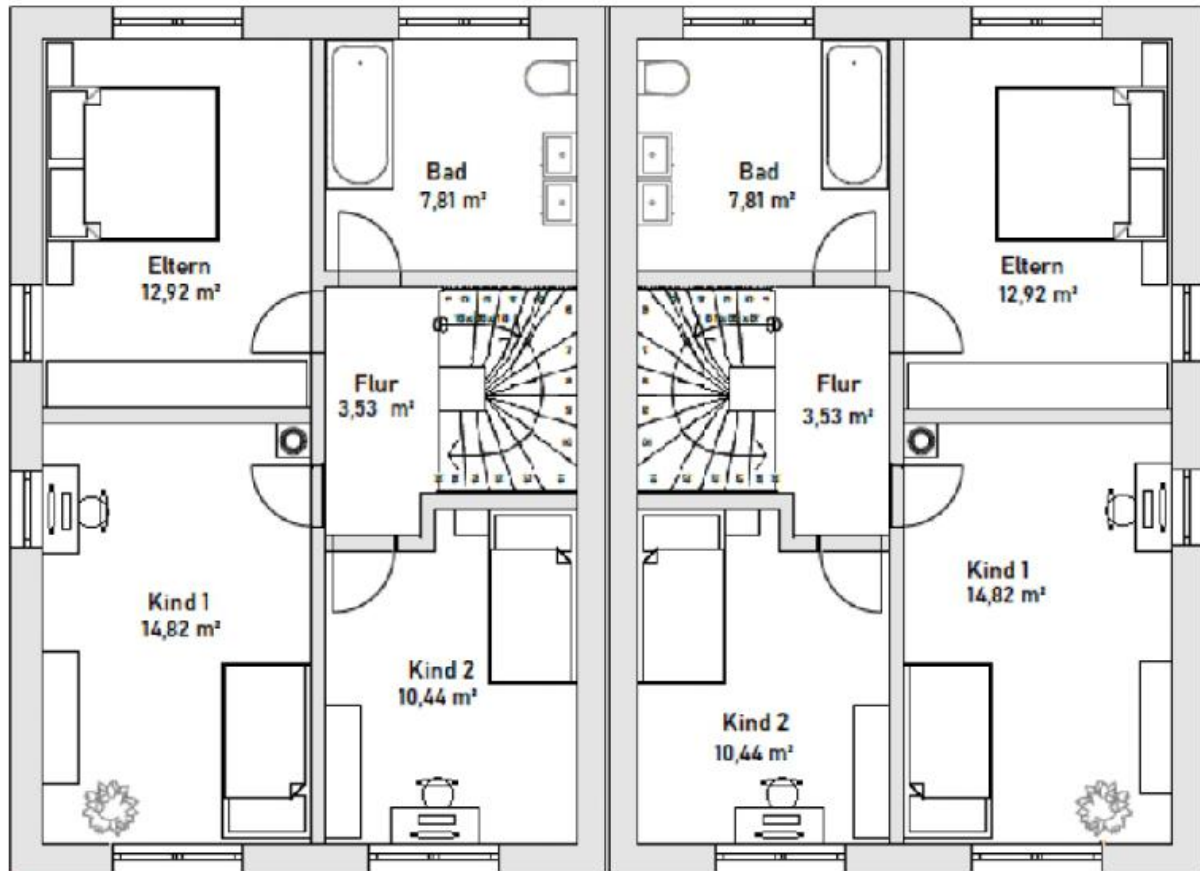 Bad
7,81 m²
Bad
7,81 m²
Eltern
12,92 m²
Eltern
12,92 m²
Flur
3,53 m²
Flur
3,53 m²
Kind 1
14,82 m²
Kind 2
10,44 m²
Kind 2
10,44 m²
Kind 1
14,82 m²